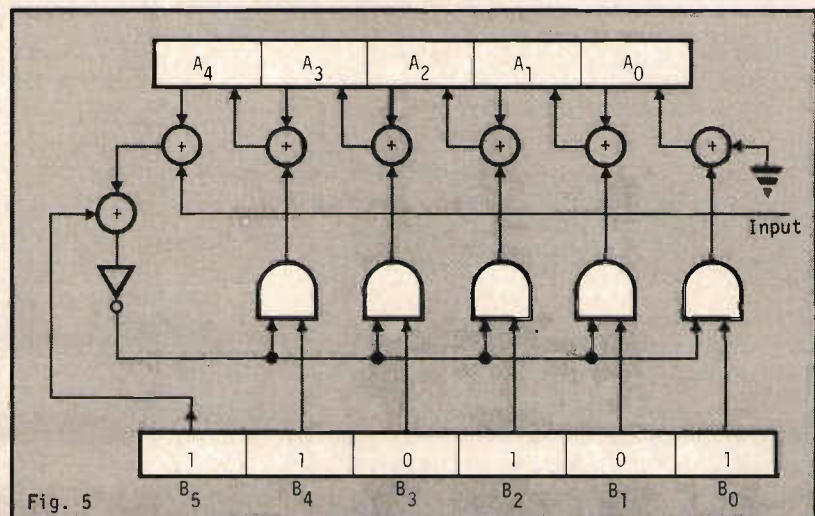 A4 A3 A2 A1 A0
+ + + + + +
+
Input
1 1 0 1 0 1
B5 B4 B3 B2 B1 B0
Fig. 5